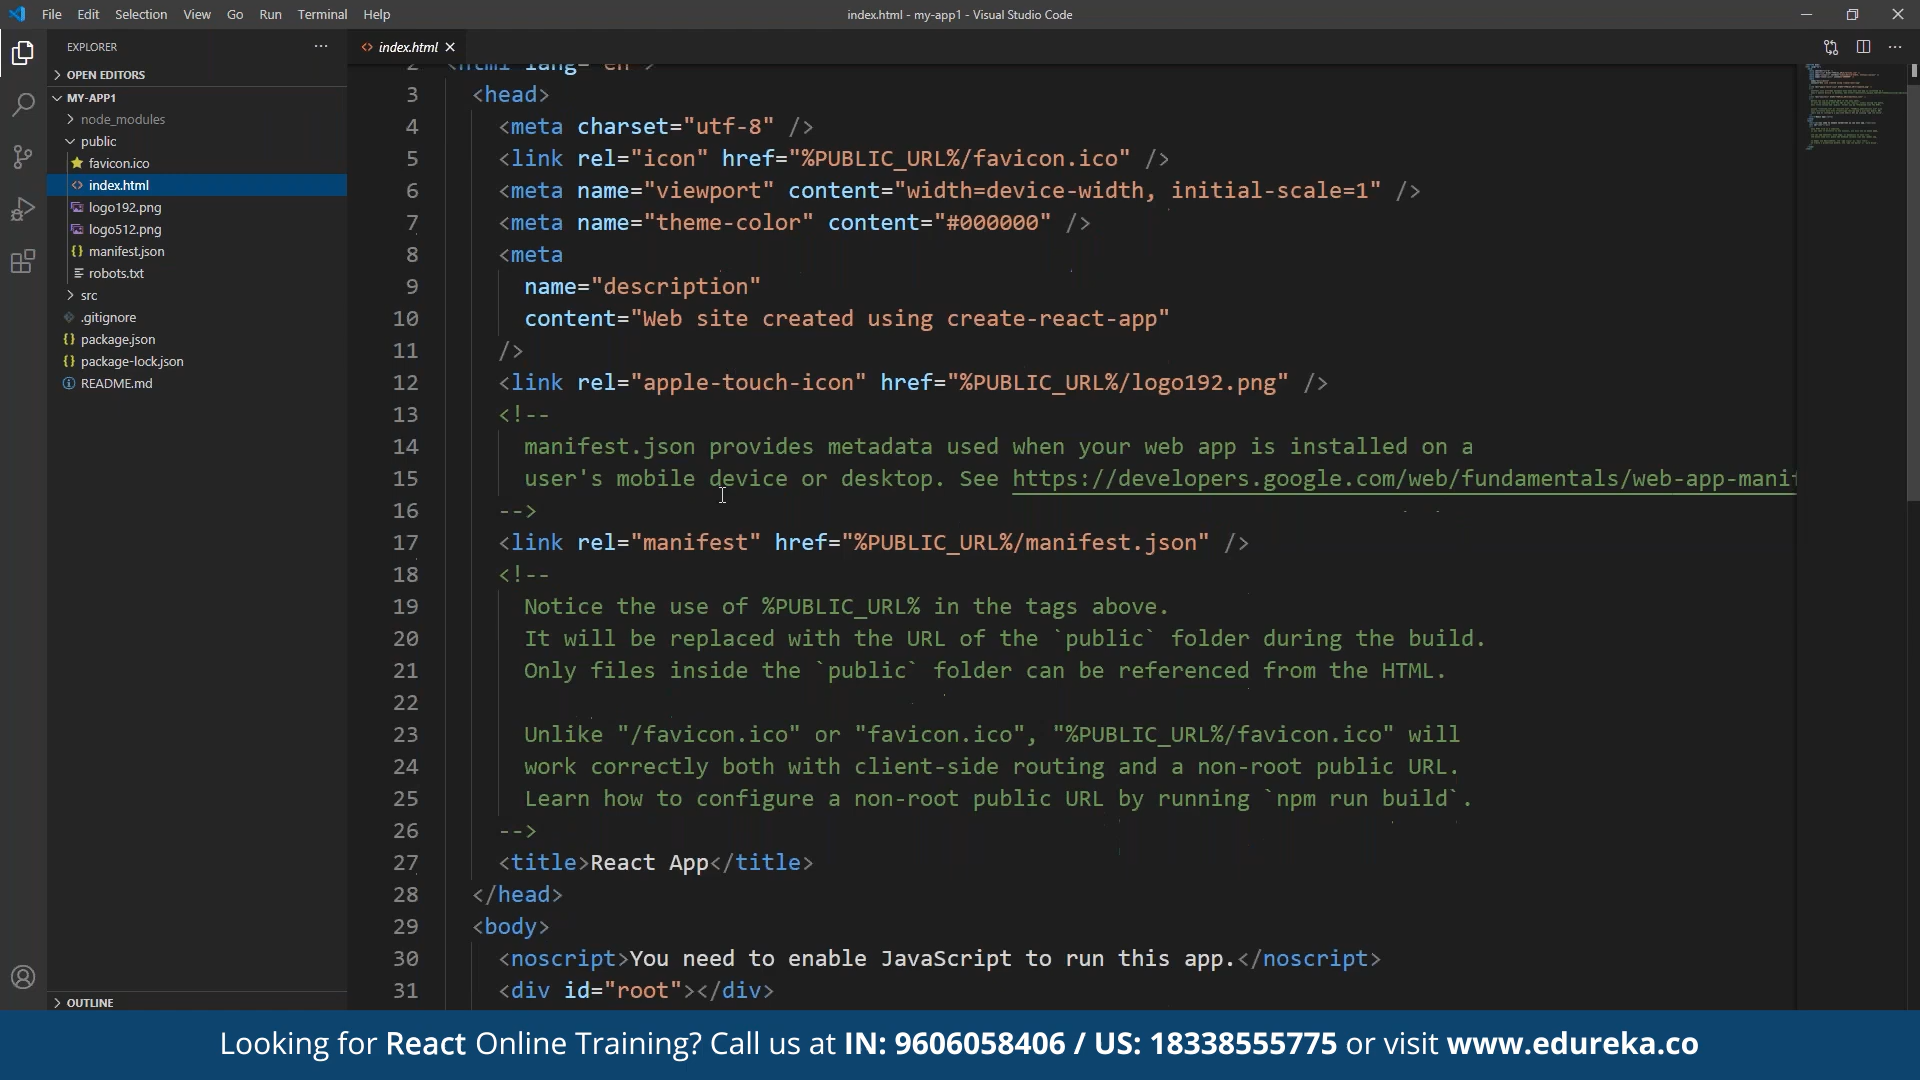 File Edit Selection View Go Run Terminal Help
index.html - my-app1 - Visual Studio Code
EXPLORER
OPEN EDITORS
MY-APP1
node_modules
public
favicon.ico
index.html
logo192.png
logo512.png
manifest.json
robots.txt
src
.gitignore
package.json
package-lock.json
README.md
OUTLINE
index.html
2 <html lang="en">
3 <head>
4 <meta charset="utf-8" />
5 <link rel="icon" href="%PUBLIC_URL%/favicon.ico" />
6 <meta name="viewport" content="width=device-width, initial-scale=1" />
7 <meta name="theme-color" content="#000000" />
8 <meta
9 name="description"
10 content="Web site created using create-react-app"
11 />
12 <link rel="apple-touch-icon" href="%PUBLIC_URL%/logo192.png" />
13 <!--
14 manifest.json provides metadata used when your web app is installed on a
15 user's mobile device or desktop. See https://developers.google.com/web/fundamentals/web-app-manif
16 -->
17 <link rel="manifest" href="%PUBLIC_URL%/manifest.json" />
18 <!--
19 Notice the use of %PUBLIC_URL% in the tags above.
20 It will be replaced with the URL of the `public` folder during the build.
21 Only files inside the `public` folder can be referenced from the HTML.
22
23 Unlike "/favicon.ico" or "favicon.ico", "%PUBLIC_URL%/favicon.ico" will
24 work correctly both with client-side routing and a non-root public URL.
25 Learn how to configure a non-root public URL by running `npm run build`.
26 -->
27 <title>React App</title>
28 </head>
29 <body>
30 <noscript>You need to enable JavaScript to run this app.</noscript>
31 <div id="root"></div>
Looking for React Online Training? Call us at IN: 9606058406 / US: 18338555775 or visit www.edureka.co